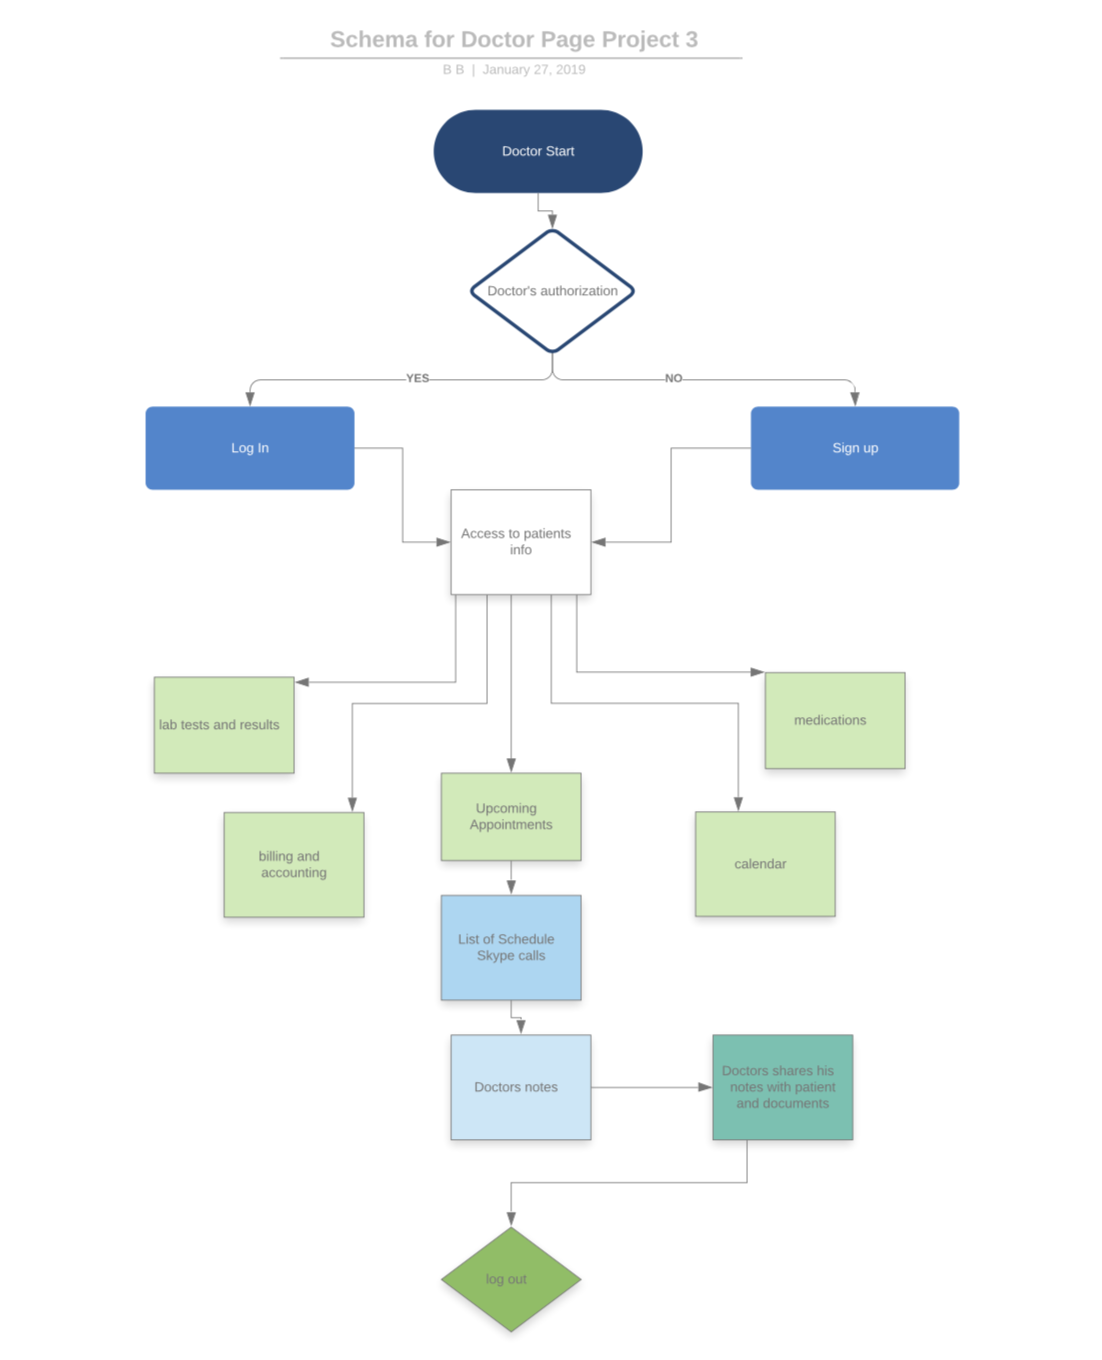 Schema for Doctor Page Project 3
B B | January 27, 2019
Doctor Start
Doctor's authorization
YES
NO
Log In
Sign up
Access to patients
info
lab tests and results
medications
Upcoming
Appointments
billing and
accounting
calendar
List of Schedule
Skype calls
Doctors notes
Doctors shares his
notes with patient
and documents
log out